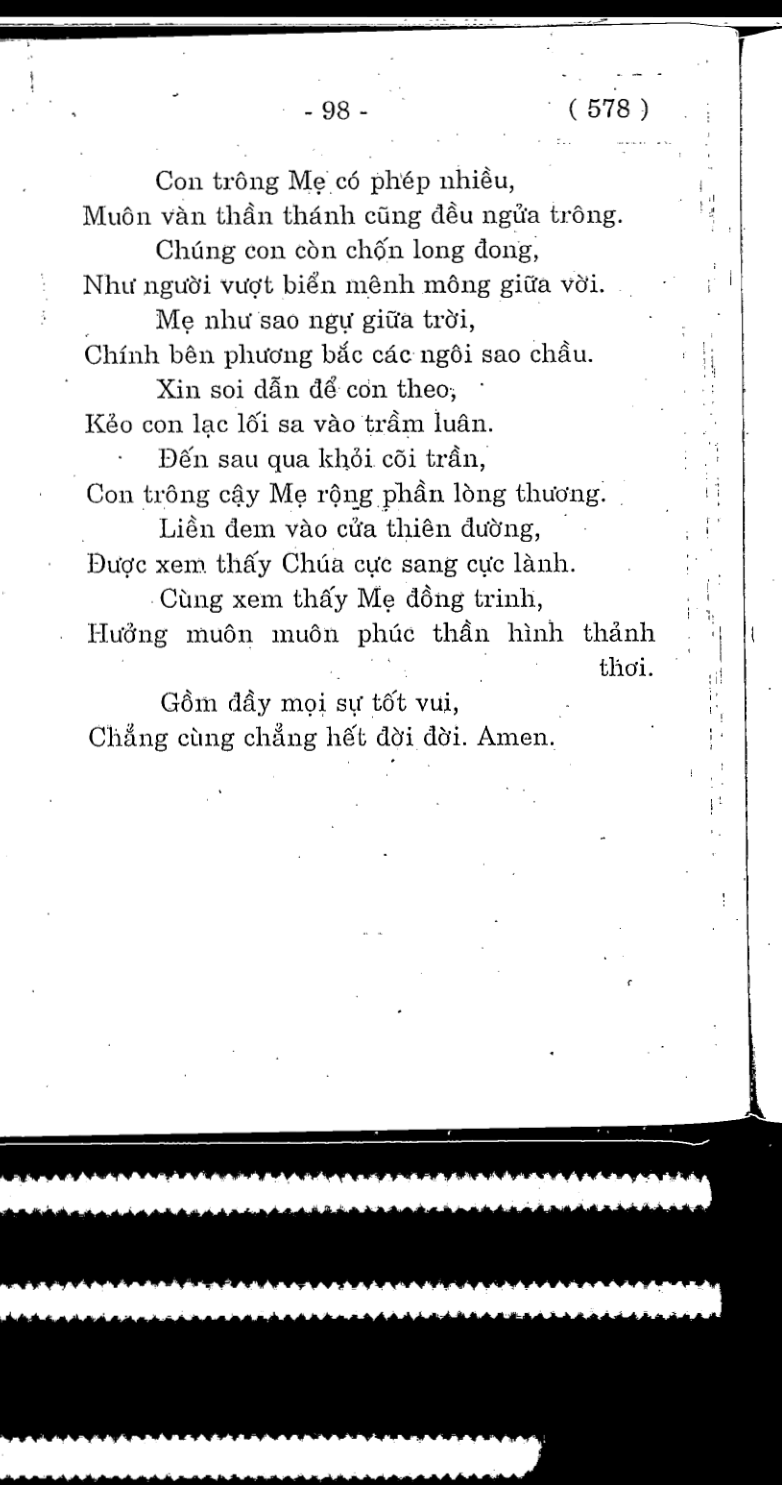 - 98 - ( 578 )
Con trông Mẹ có phép nhiều,
Muôn vàn thần thánh cũng đều ngửa trông.
Chúng con còn chốn long đong,
Như người vượt biển mênh mông giữa vời.
Mẹ như sao ngự giữa trời,
Chính bên phương bắc các ngôi sao chầu.
Xin soi dẫn để con theo,
Kẻo con lạc lối sa vào trầm luân.
Đến sau qua khỏi cõi trần,
Con trông cậy Mẹ rộng phần lòng thương.
Liền đem vào cửa thiên đường,
Được xem thấy Chúa cực sang cực lành.
Cùng xem thấy Mẹ đồng trinh,
Hưởng muôn muôn phúc thần hình thảnh
thơi.
Gồm đầy mọi sự tốt vui,
Chẳng cùng chẳng hết đời đời. Amen.